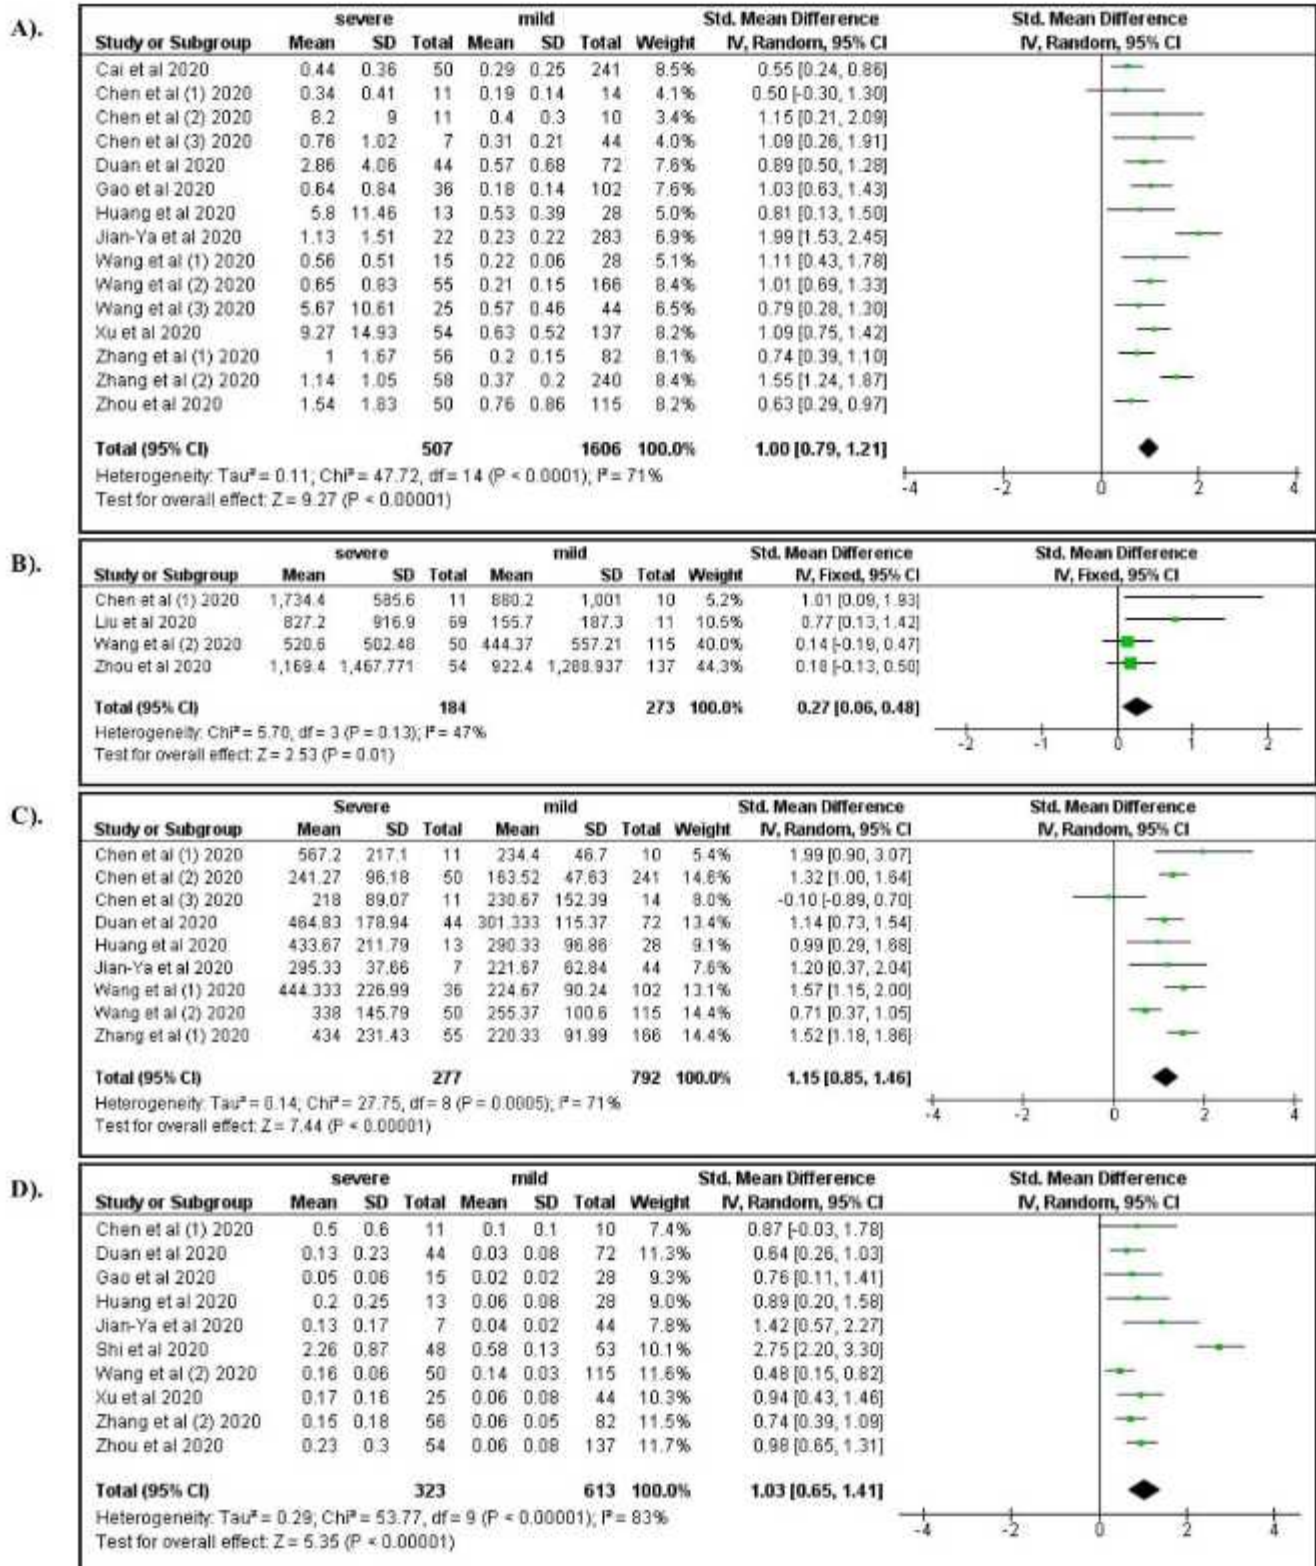 A).
severe mild Std. Mean Difference Std. Mean Difference
Study or Subgroup Mean SD Total Mean SD Total Weight IV, Random, 95% CI IV, Random, 95% CI
Cai et al 2020 0.44 0.36 50 0.29 0.25 241 8.5% 0.55 [0.24, 0.86]
Chen et al (1) 2020 0.34 0.41 11 0.19 0.14 14 4.1% 0.50 [-0.30, 1.30]
Chen et al (2) 2020 8.2 9 11 0.4 0.3 10 3.4% 1.15 [0.21, 2.09]
Chen et al (3) 2020 0.76 1.02 7 0.31 0.21 44 4.0% 1.09 [0.26, 1.91]
Duan et al 2020 2.86 4.06 44 0.57 0.68 72 7.6% 0.89 [0.50, 1.28]
Gao et al 2020 0.64 0.84 36 0.18 0.14 102 7.6% 1.03 [0.63, 1.43]
Huang et al 2020 5.8 11.46 13 0.53 0.39 28 5.0% 0.81 [0.13, 1.50]
Jian-Ya et al 2020 1.13 1.51 22 0.23 0.22 283 6.9% 1.99 [1.53, 2.45]
Wang et al (1) 2020 0.56 0.51 15 0.22 0.06 28 5.1% 1.11 [0.43, 1.78]
Wang et al (2) 2020 0.65 0.83 55 0.21 0.15 166 8.4% 1.01 [0.69, 1.33]
Wang et al (3) 2020 5.67 10.61 25 0.57 0.46 44 6.5% 0.79 [0.28, 1.30]
Xu et al 2020 9.27 14.93 54 0.63 0.52 137 8.2% 1.09 [0.75, 1.42]
Zhang et al (1) 2020 1 1.67 56 0.2 0.15 82 8.1% 0.74 [0.39, 1.10]
Zhang et al (2) 2020 1.14 1.05 58 0.37 0.2 240 8.4% 1.55 [1.24, 1.87]
Zhou et al 2020 1.54 1.83 50 0.76 0.86 115 8.2% 0.63 [0.29, 0.97]
Total (95% CI) 507 1606 100.0% 1.00 [0.79, 1.21]
Heterogeneity: Tau² = 0.11; Chi² = 47.72, df = 14 (P < 0.0001); I² = 71%
Test for overall effect: Z = 9.27 (P < 0.00001)
-4 -2 0 2 4
B).
severe mild Std. Mean Difference Std. Mean Difference
Study or Subgroup Mean SD Total Mean SD Total Weight IV, Fixed, 95% CI IV, Fixed, 95% CI
Chen et al (1) 2020 1,734.4 585.6 11 880.2 1,001 10 5.2% 1.01 [0.09, 1.93]
Liu et al 2020 827.2 916.9 69 155.7 187.3 11 10.5% 0.77 [0.13, 1.42]
Wang et al (2) 2020 520.6 502.48 50 444.37 557.21 115 40.0% 0.14 [-0.19, 0.47]
Zhou et al 2020 1,169.4 1,467.771 54 922.4 1,288.937 137 44.3% 0.18 [-0.13, 0.50]
Total (95% CI) 184 273 100.0% 0.27 [0.06, 0.48]
Heterogeneity: Chi² = 5.70, df = 3 (P = 0.13); I² = 47%
Test for overall effect: Z = 2.53 (P = 0.01)
-2 -1 0 1 2
C).
Severe mild Std. Mean Difference Std. Mean Difference
Study or Subgroup Mean SD Total Mean SD Total Weight IV, Random, 95% CI IV, Random, 95% CI
Chen et al (1) 2020 567.2 217.1 11 234.4 46.7 10 5.4% 1.99 [0.90, 3.07]
Chen et al (2) 2020 241.27 96.18 50 163.52 47.63 241 14.6% 1.32 [1.00, 1.64]
Chen et al (3) 2020 218 89.07 11 230.67 152.39 14 8.0% -0.10 [-0.89, 0.70]
Duan et al 2020 464.83 178.94 44 301.333 115.37 72 13.4% 1.14 [0.73, 1.54]
Huang et al 2020 433.67 211.79 13 290.33 96.86 28 9.1% 0.99 [0.29, 1.68]
Jian-Ya et al 2020 295.33 37.66 7 221.67 62.84 44 7.6% 1.20 [0.37, 2.04]
Wang et al (1) 2020 444.333 226.99 36 224.67 90.24 102 13.1% 1.57 [1.15, 2.00]
Wang et al (2) 2020 338 145.79 50 255.37 100.6 115 14.4% 0.71 [0.37, 1.05]
Zhang et al (1) 2020 434 231.43 55 220.33 91.99 166 14.4% 1.52 [1.18, 1.86]
Total (95% CI) 277 792 100.0% 1.15 [0.85, 1.46]
Heterogeneity: Tau² = 0.14; Chi² = 27.75, df = 8 (P = 0.0005); I² = 71%
Test for overall effect: Z = 7.44 (P < 0.00001)
-4 -2 0 2 4
D).
severe mild Std. Mean Difference Std. Mean Difference
Study or Subgroup Mean SD Total Mean SD Total Weight IV, Random, 95% CI IV, Random, 95% CI
Chen et al (1) 2020 0.5 0.6 11 0.1 0.1 10 7.4% 0.87 [-0.03, 1.78]
Duan et al 2020 0.13 0.23 44 0.03 0.08 72 11.3% 0.64 [0.26, 1.03]
Gao et al 2020 0.05 0.06 15 0.02 0.02 28 9.3% 0.76 [0.11, 1.41]
Huang et al 2020 0.2 0.25 13 0.06 0.08 28 9.0% 0.89 [0.20, 1.58]
Jian-Ya et al 2020 0.13 0.17 7 0.04 0.02 44 7.8% 1.42 [0.57, 2.27]
Shi et al 2020 2.26 0.87 48 0.58 0.13 53 10.1% 2.75 [2.20, 3.30]
Wang et al (2) 2020 0.16 0.06 50 0.14 0.03 115 11.6% 0.48 [0.15, 0.82]
Xu et al 2020 0.17 0.16 25 0.06 0.08 44 10.3% 0.94 [0.43, 1.46]
Zhang et al (2) 2020 0.15 0.18 56 0.06 0.05 82 11.5% 0.74 [0.39, 1.09]
Zhou et al 2020 0.23 0.3 54 0.06 0.08 137 11.7% 0.98 [0.65, 1.31]
Total (95% CI) 323 613 100.0% 1.03 [0.65, 1.41]
Heterogeneity: Tau² = 0.29; Chi² = 53.77, df = 9 (P < 0.00001); I² = 83%
Test for overall effect: Z = 5.35 (P < 0.00001)
-4 -2 0 2 4